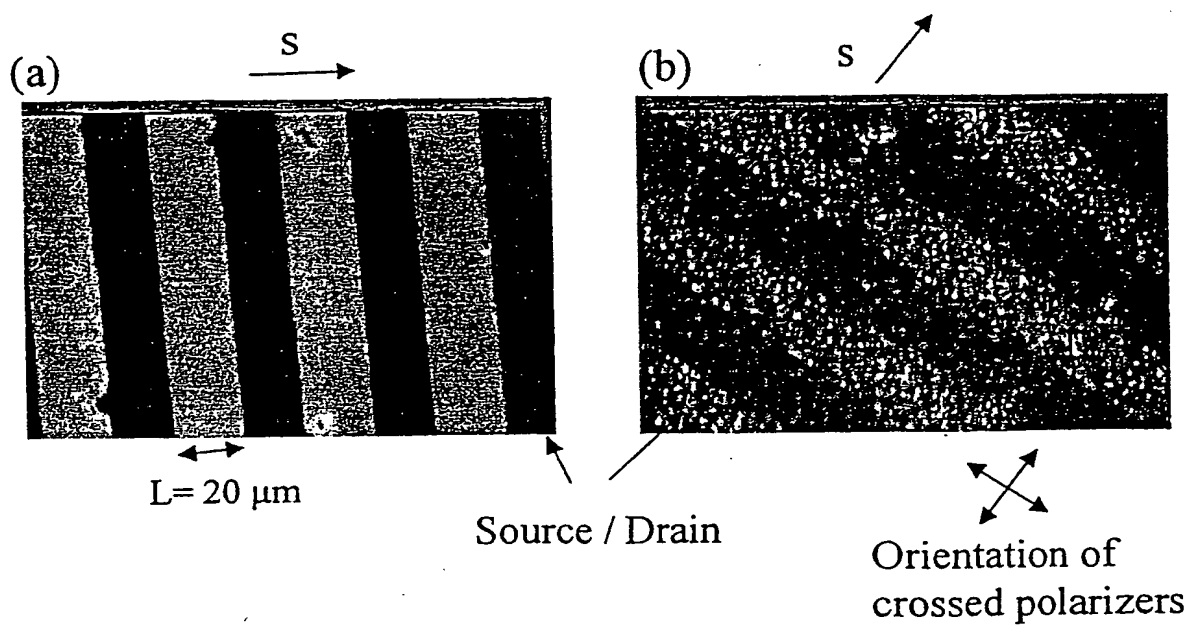 (a)
S
(b)
S
L= 20 μm
Source / Drain
Orientation of
crossed polarizers